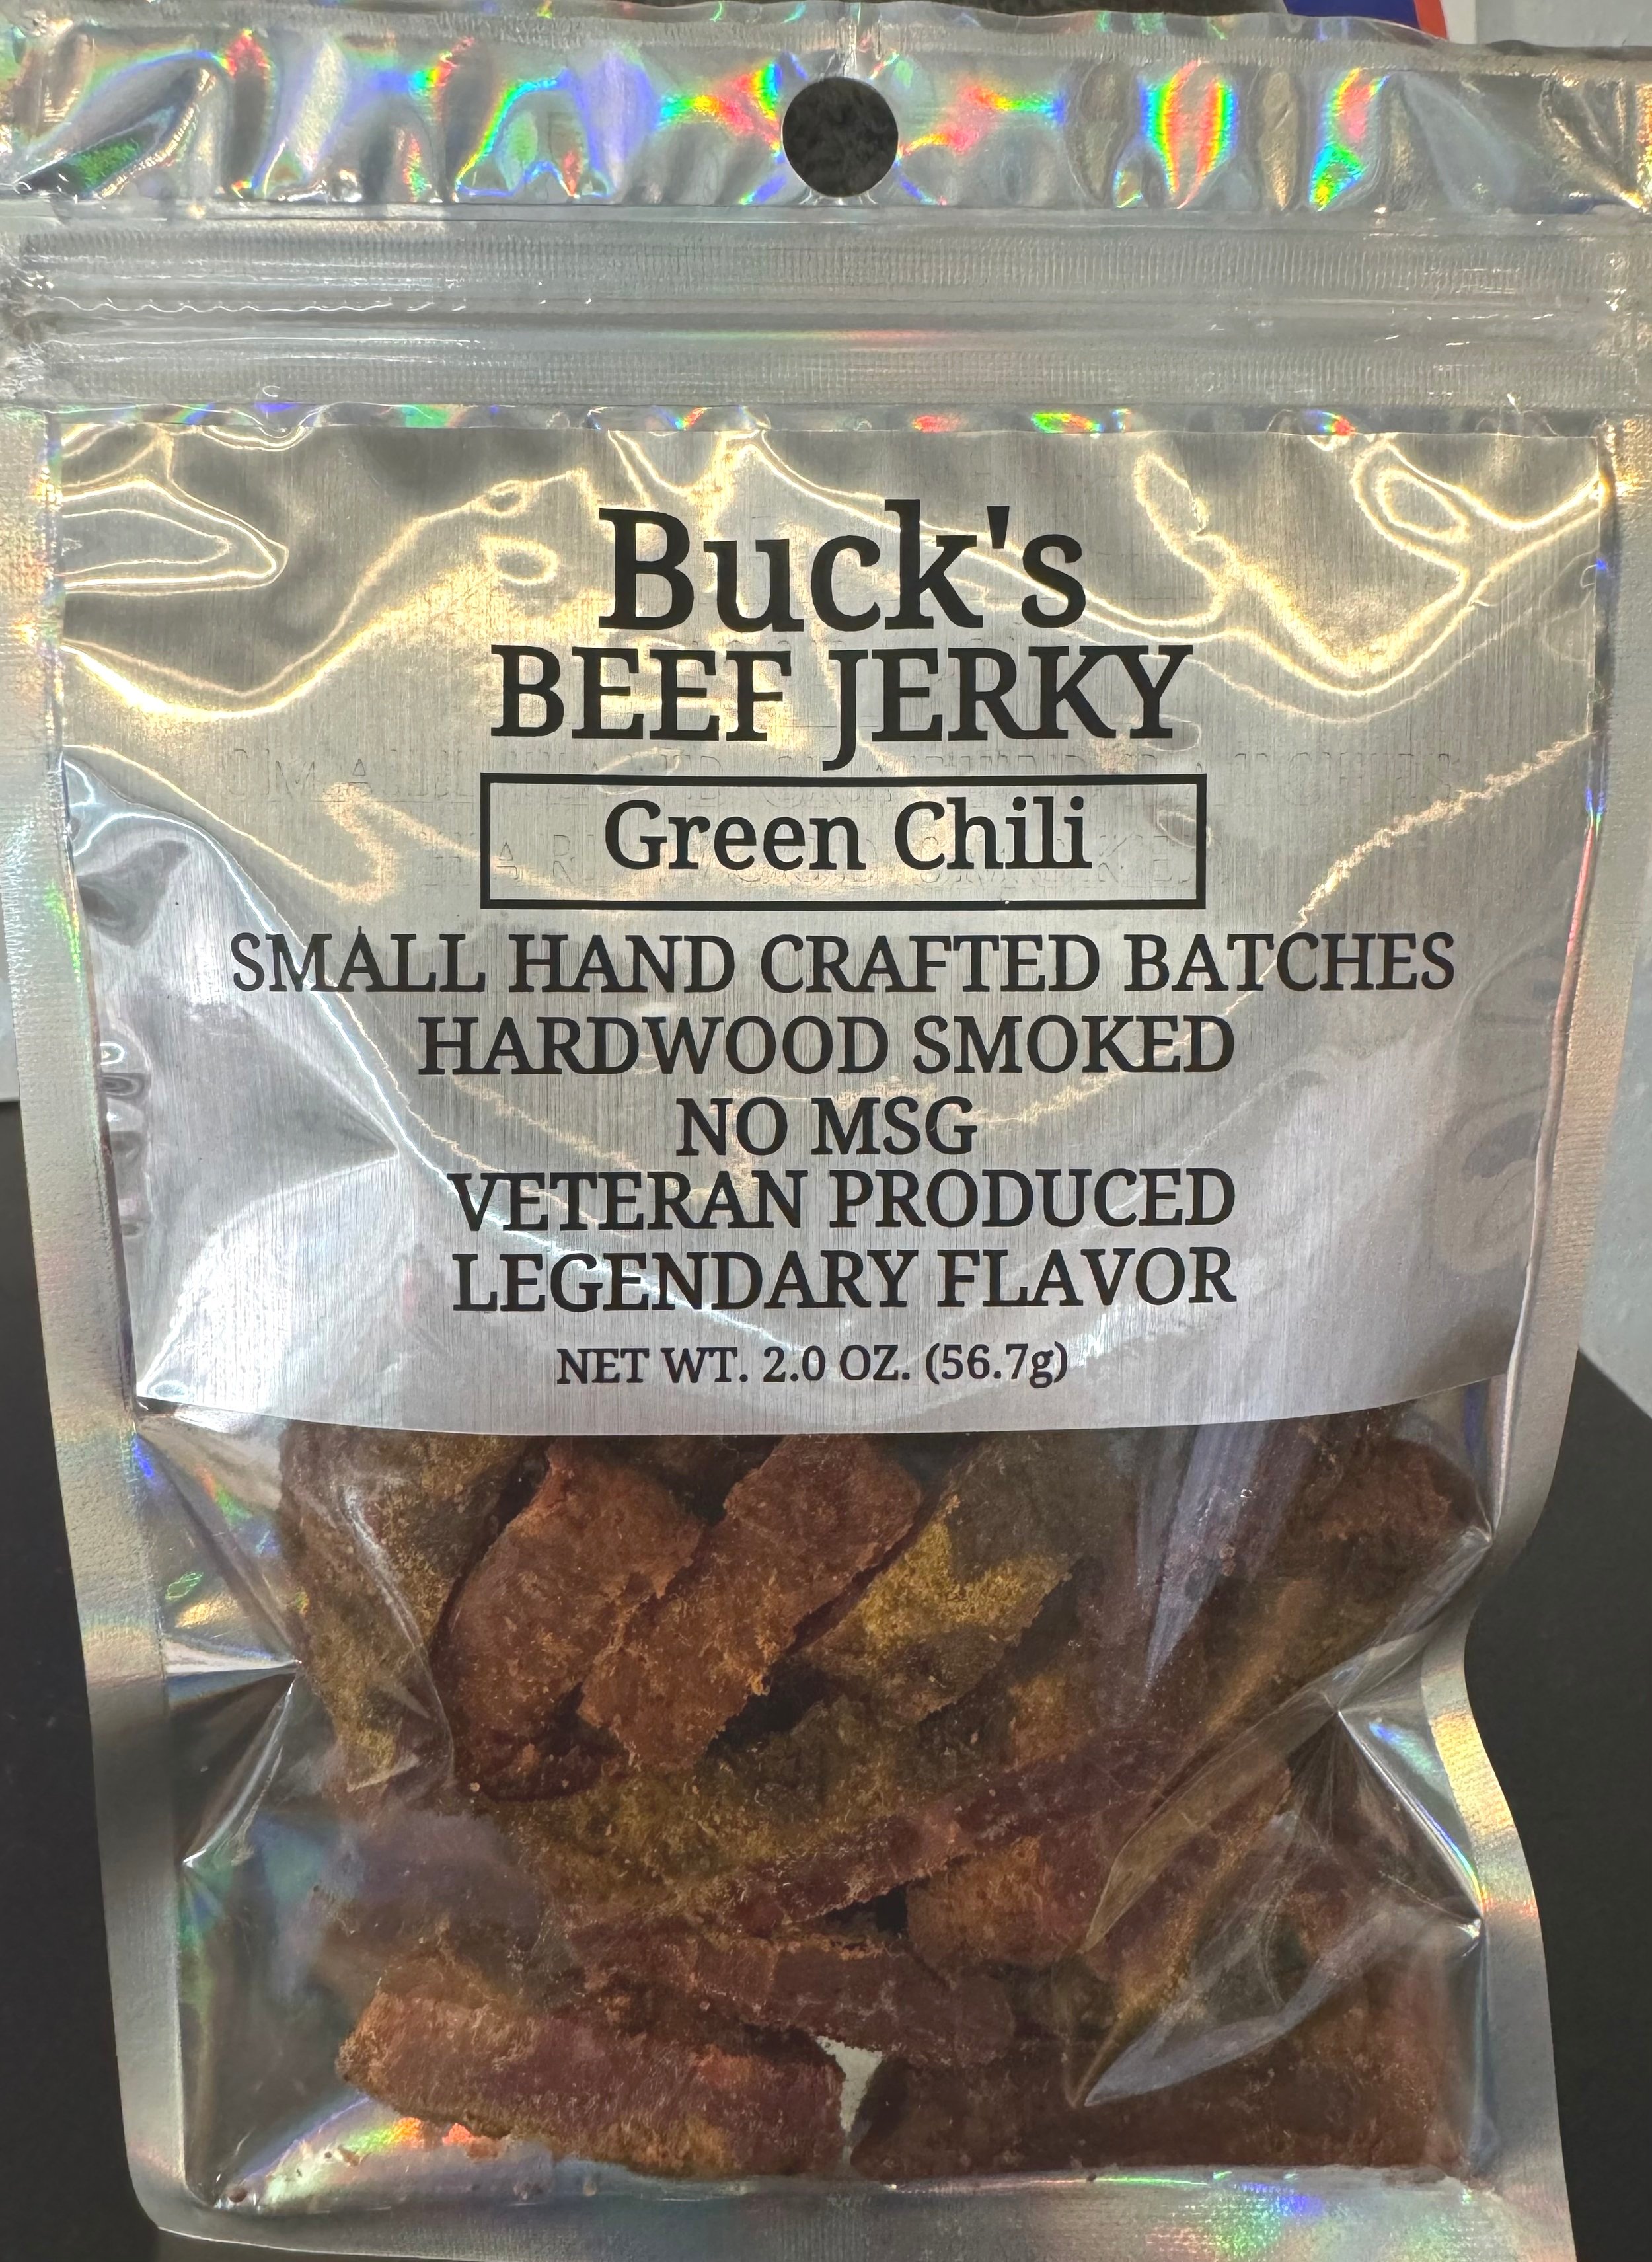 Buck's
BEEF JERKY
Green Chili
SMALL HAND CRAFTED BATCHES
HARDWOOD SMOKED
NO MSG
VETERAN PRODUCED
LEGENDARY FLAVOR
NET WT. 2.0 OZ. (56.7g)